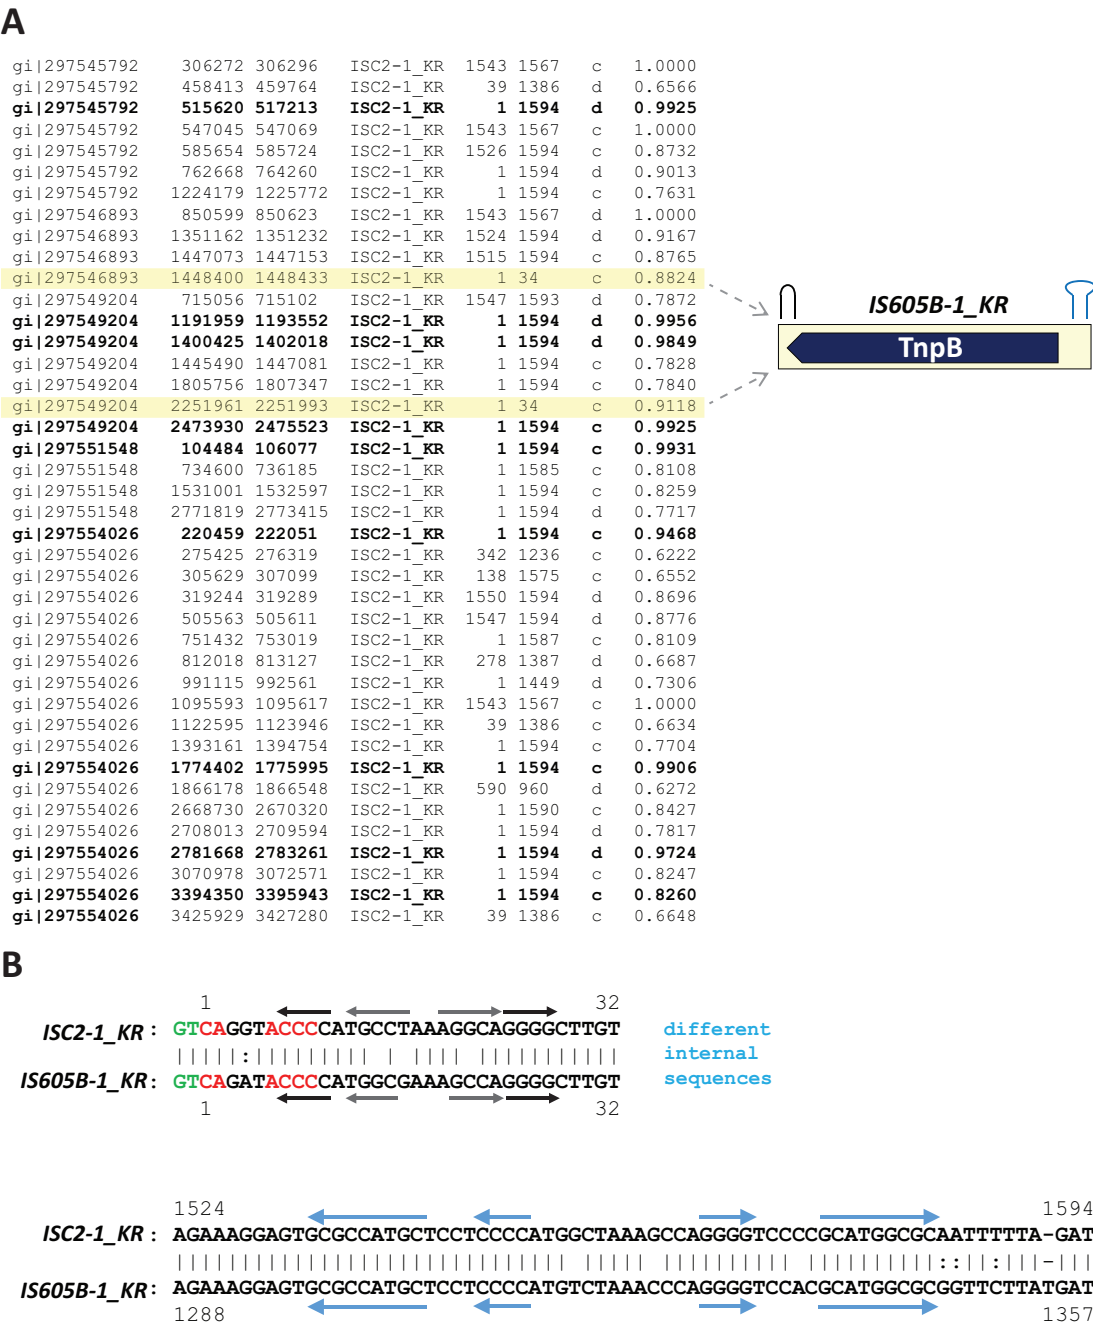 A
gi|297545792 306272 306296 ISC2-1_KR 1543 1567 c 1.0000
gi|297545792 458413 459764 ISC2-1_KR 39 1386 d 0.6566
gi|297545792 515620 517213 ISC2-1_KR 1 1594 d 0.9925
gi|297545792 547045 547069 ISC2-1_KR 1543 1567 c 1.0000
gi|297545792 585654 585724 ISC2-1_KR 1526 1594 c 0.8732
gi|297545792 762668 764260 ISC2-1_KR 1 1594 d 0.9013
gi|297545792 1224179 1225772 ISC2-1_KR 1 1594 c 0.7631
gi|297546893 850599 850623 ISC2-1_KR 1543 1567 d 1.0000
gi|297546893 1351162 1351232 ISC2-1_KR 1524 1594 d 0.9167
gi|297546893 1447073 1447153 ISC2-1_KR 1515 1594 c 0.8765
gi|297546893 1448400 1448433 ISC2-1_KR 1 34 c 0.8824
gi|297549204 715056 715102 ISC2-1_KR 1547 1593 d 0.7872
gi|297549204 1191959 1193552 ISC2-1_KR 1 1594 d 0.9956
gi|297549204 1400425 1402018 ISC2-1_KR 1 1594 d 0.9849
gi|297549204 1445490 1447081 ISC2-1_KR 1 1594 c 0.7828
gi|297549204 1805756 1807347 ISC2-1_KR 1 1594 c 0.7840
gi|297549204 2251961 2251993 ISC2-1_KR 1 34 c 0.9118
gi|297549204 2473930 2475523 ISC2-1_KR 1 1594 c 0.9925
gi|297551548 104484 106077 ISC2-1_KR 1 1594 c 0.9931
gi|297551548 734600 736185 ISC2-1_KR 1 1585 c 0.8108
gi|297551548 1531001 1532597 ISC2-1_KR 1 1594 c 0.8259
gi|297551548 2771819 2773415 ISC2-1_KR 1 1594 d 0.7717
gi|297554026 220459 222051 ISC2-1_KR 1 1594 c 0.9468
gi|297554026 275425 276319 ISC2-1_KR 342 1236 c 0.6222
gi|297554026 305629 307099 ISC2-1_KR 138 1575 c 0.6552
gi|297554026 319244 319289 ISC2-1_KR 1550 1594 d 0.8696
gi|297554026 505563 505611 ISC2-1_KR 1547 1594 d 0.8776
gi|297554026 751432 753019 ISC2-1_KR 1 1587 c 0.8109
gi|297554026 812018 813127 ISC2-1_KR 278 1387 d 0.6687
gi|297554026 991115 992561 ISC2-1_KR 1 1449 d 0.7306
gi|297554026 1095593 1095617 ISC2-1_KR 1543 1567 c 1.0000
gi|297554026 1122595 1123946 ISC2-1_KR 39 1386 c 0.6634
gi|297554026 1393161 1394754 ISC2-1_KR 1 1594 c 0.7704
gi|297554026 1774402 1775995 ISC2-1_KR 1 1594 c 0.9906
gi|297554026 1866178 1866548 ISC2-1_KR 590 960 d 0.6272
gi|297554026 2668730 2670320 ISC2-1_KR 1 1590 c 0.8427
gi|297554026 2708013 2709594 ISC2-1_KR 1 1594 d 0.7817
gi|297554026 2781668 2783261 ISC2-1_KR 1 1594 d 0.9724
gi|297554026 3070978 3072571 ISC2-1_KR 1 1594 c 0.8247
gi|297554026 3394350 3395943 ISC2-1_KR 1 1594 c 0.8260
gi|297554026 3425929 3427280 ISC2-1_KR 39 1386 c 0.6648
IS605B-1_KR
TnpB
B
1 32
ISC2-1_KR : GTCAGGTACCCCATGCCTAAAGGCAGGGGCTTGT
|||||:||||||||| | |||| |||||||||||
IS605B-1_KR : GTCAGATACCCCATGGCGAAAGCCAGGGGCTTGT
1 32
different
internal
sequences
1524 1594
ISC2-1_KR : AGAAAGGAGTGCGCCATGCTCCTCCCCATGGCTAAAGCCAGGGGTCCCCGCATGGCGCAATTTTTA-GAT
|||||||||||||||||||||||||||||| ||||| |||||||||| ||||||||||::||:|||-|||
IS605B-1_KR : AGAAAGGAGTGCGCCATGCTCCTCCCCATGTCTAAACCCAGGGGTCCACGCATGGCGCGGTTCTTATGAT
1288 1357